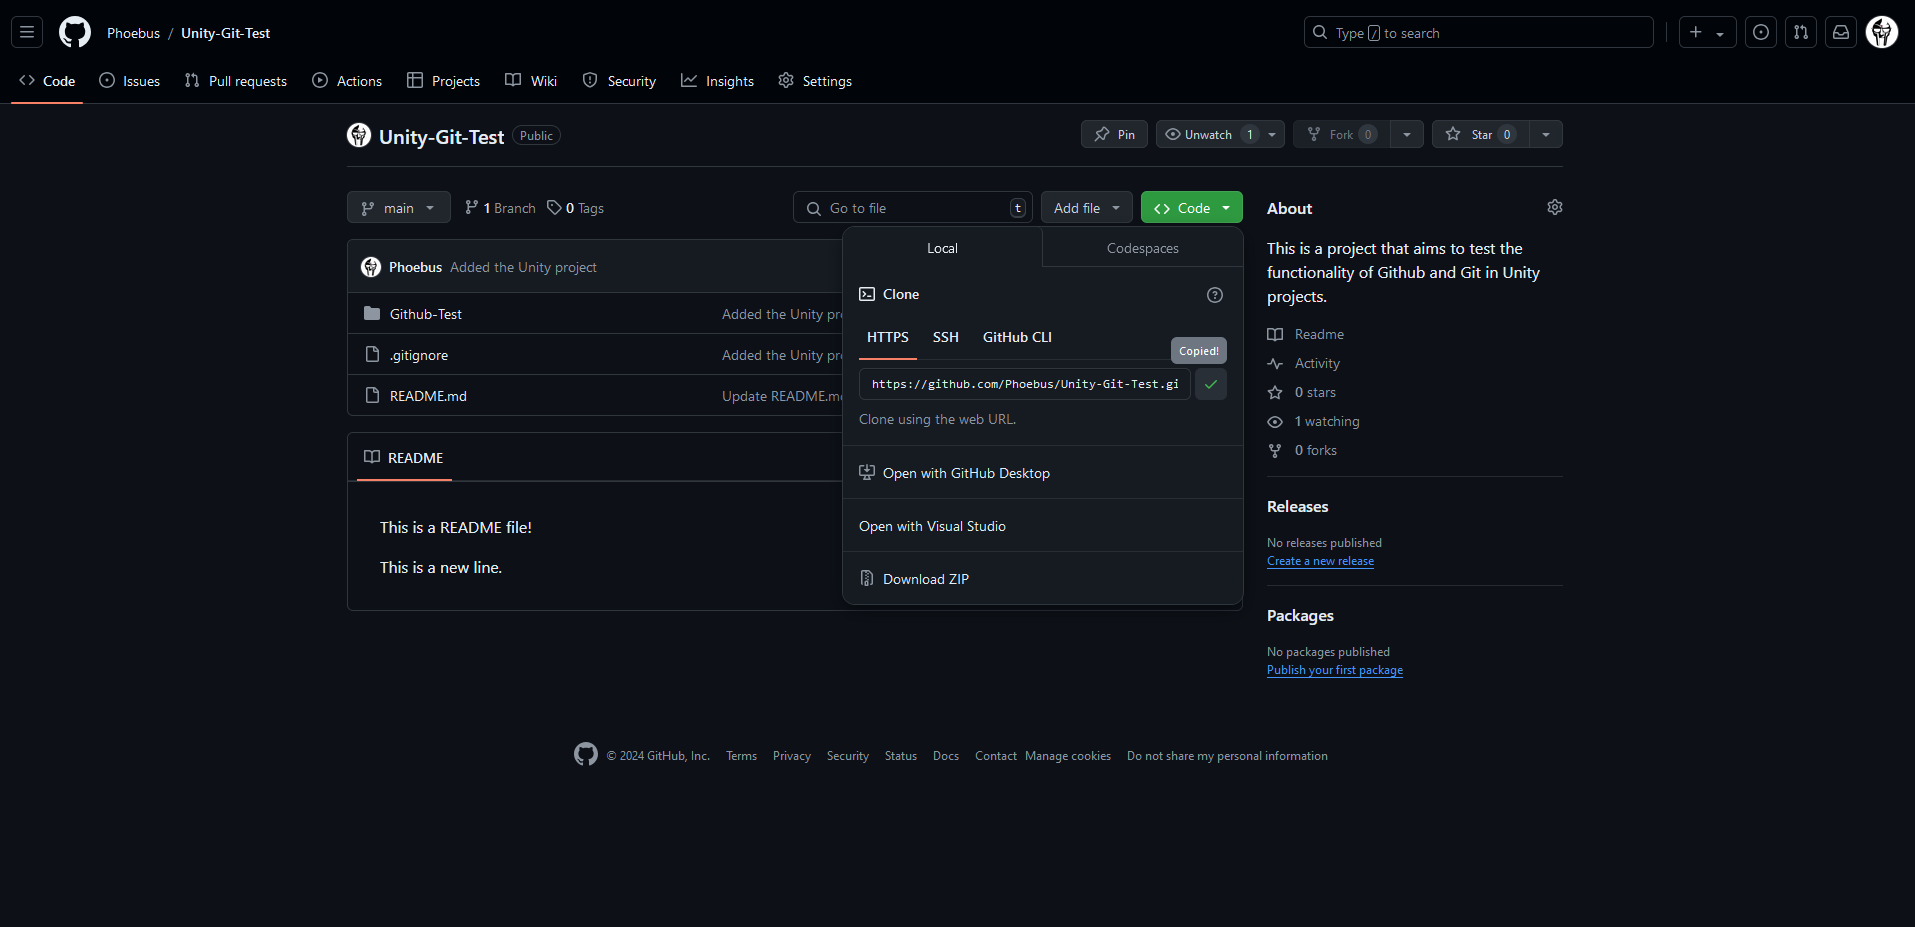 Phoebus / Unity-Git-Test
Type / to search
Code Issues Pull requests Actions Projects Wiki Security Insights Settings
Unity-Git-Test Public
Pin Unwatch 1 Fork 0 Star 0
main 1 Branch 0 Tags
Go to file t Add file Code
Phoebus Added the Unity project
Github-Test Added the Unity pr
.gitignore Added the Unity pr
README.md Update README.m
README
This is a README file!
This is a new line.
Local Codespaces
Clone
HTTPS SSH GitHub CLI
Copied!
https://github.com/Phoebus/Unity-Git-Test.gi
Clone using the web URL.
Open with GitHub Desktop
Open with Visual Studio
Download ZIP
About
This is a project that aims to test the
functionality of Github and Git in Unity
projects.
Readme
Activity
0 stars
1 watching
0 forks
Releases
No releases published
Create a new release
Packages
No packages published
Publish your first package
© 2024 GitHub, Inc. Terms Privacy Security Status Docs Contact Manage cookies Do not share my personal information